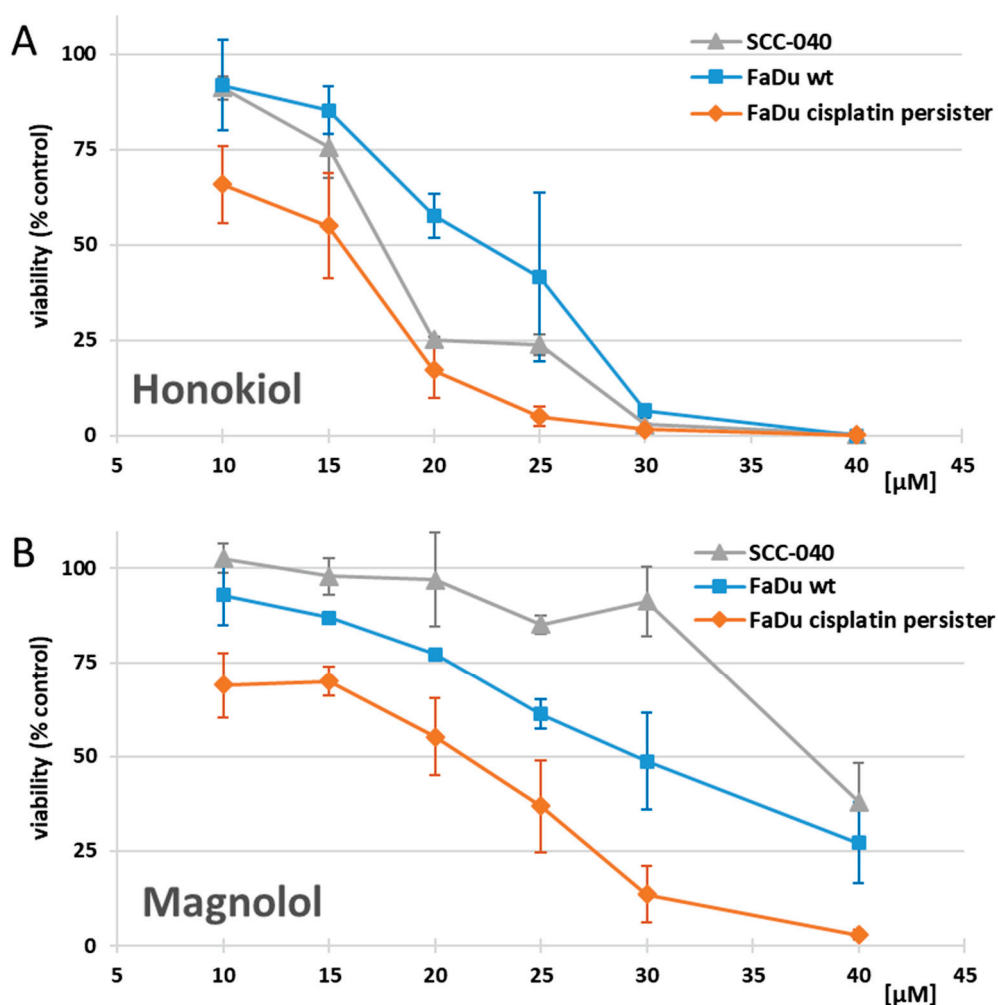 A
SCC-040
FaDu wt
FaDu cisplatin persister
viability (% control)
100
75
50
25
0
Honokiol
5 10 15 20 25 30 35 40 45
[µM]
B
SCC-040
FaDu wt
FaDu cisplatin persister
viability (% control)
100
75
50
25
0
Magnolol
5 10 15 20 25 30 35 40 45
[µM]